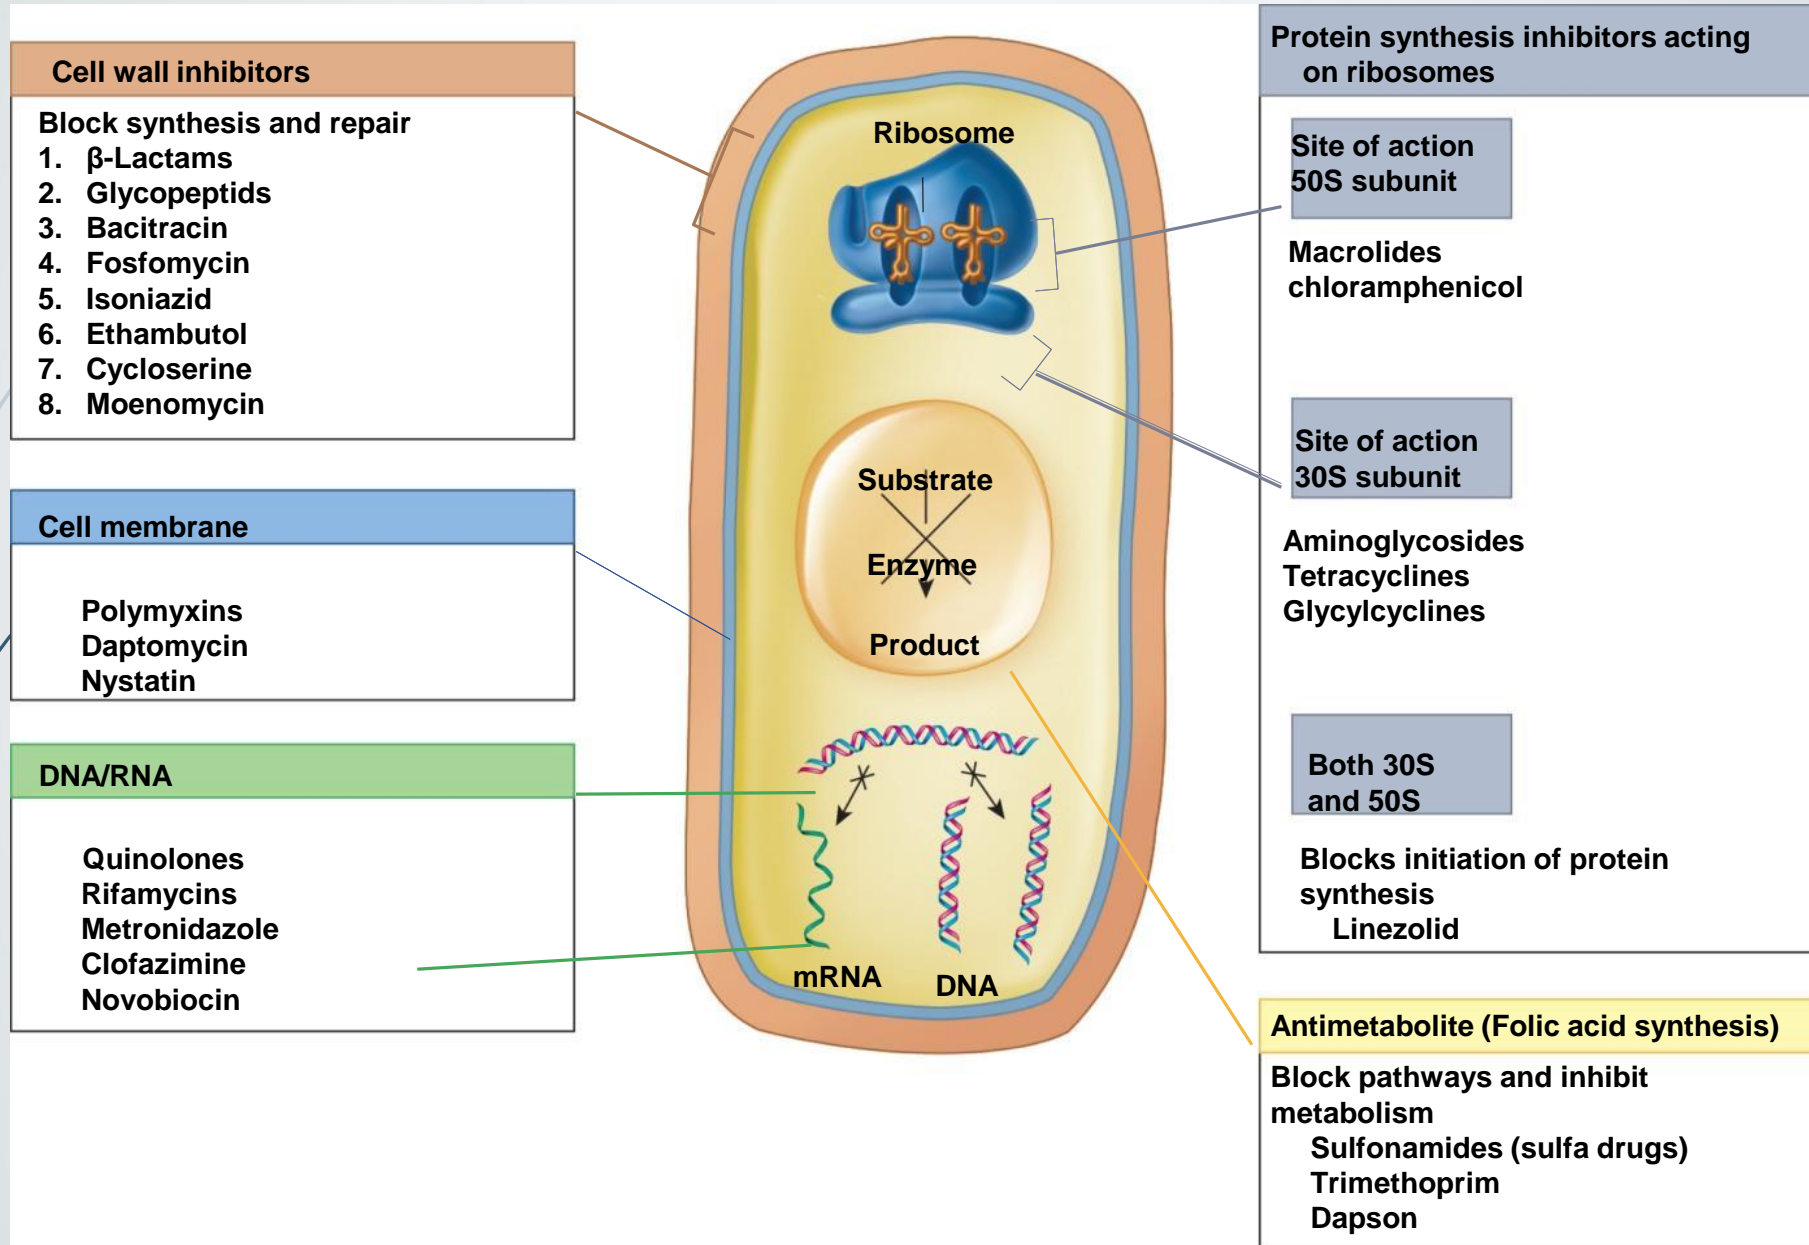 Cell wall inhibitors
Block synthesis and repair
1. β-Lactams
2. Glycopeptids
3. Bacitracin
4. Fosfomycin
5. Isoniazid
6. Ethambutol
7. Cycloserine
8. Moenomycin
Cell membrane
Polymyxins
Daptomycin
Nystatin
DNA/RNA
Quinolones
Rifamycins
Metronidazole
Clofazimine
Novobiocin
Ribosome
Substrate
Enzyme
Product
mRNA
DNA
Protein synthesis inhibitors acting
on ribosomes
Site of action
50S subunit
Macrolides
chloramphenicol
Site of action
30S subunit
Aminoglycosides
Tetracyclines
Glycylcyclines
Both 30S
and 50S
Blocks initiation of protein
synthesis
Linezolid
Antimetabolite (Folic acid synthesis)
Block pathways and inhibit
metabolism
Sulfonamides (sulfa drugs)
Trimethoprim
Dapson